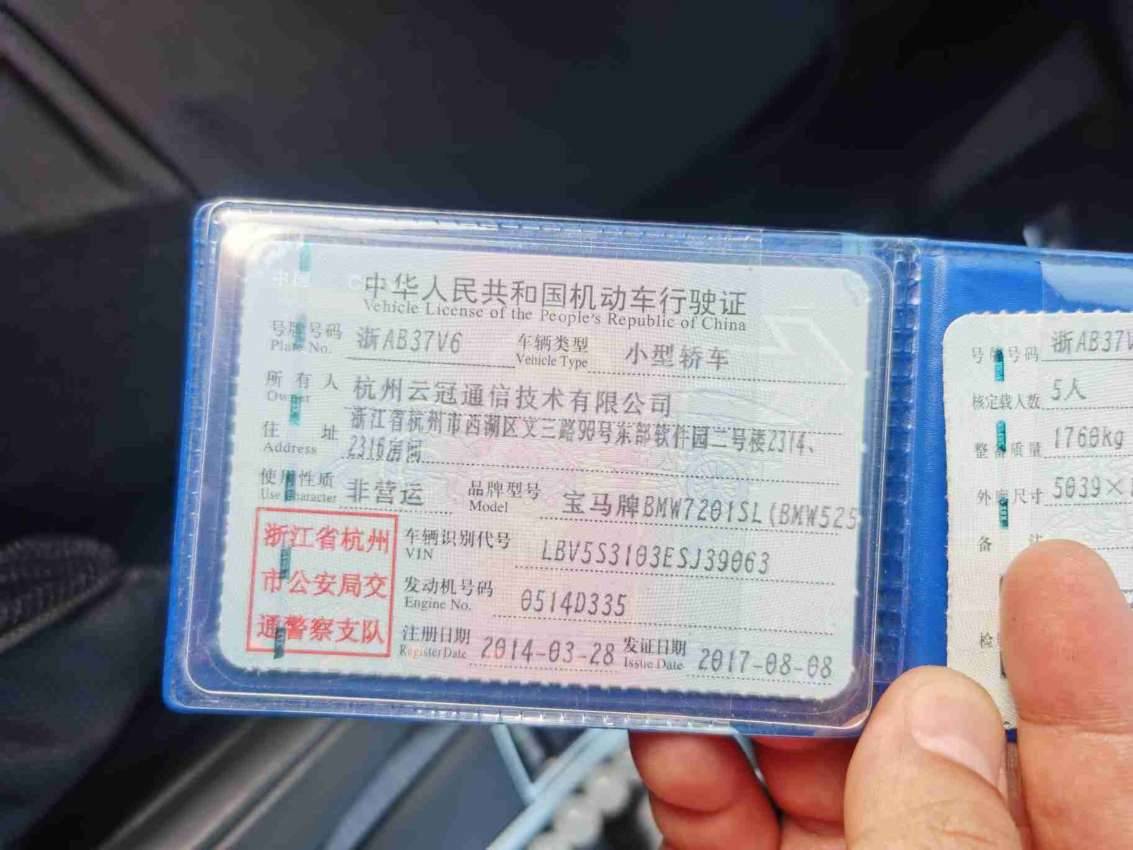 中华人民共和国机动车行驶证
Vehicle License of the People's Republic of China
号牌号码 浙AB37V6 车辆类型 小型轿车
Plate No. Vehicle Type
所有人 杭州云冠通信技术有限公司
Owner
住址 浙江省杭州市西湖区文三路90号东部软件园二号楼2314、
Address 2316房间
使用性质 非营运 品牌型号 宝马牌BMW7201SL(BMW525
Use Character Model
浙江省杭州
市公安局交
通警察支队
车辆识别代号 LBV5S3103ESJ39063
VIN
发动机号码 0514D335
Engine No.
注册日期 2014-03-28 发证日期 2017-08-08
Register Date Issue Date
号牌号码 浙AB37V
核定载人数 5人
整备质量 1760kg
外廓尺寸 5039×
备注
检